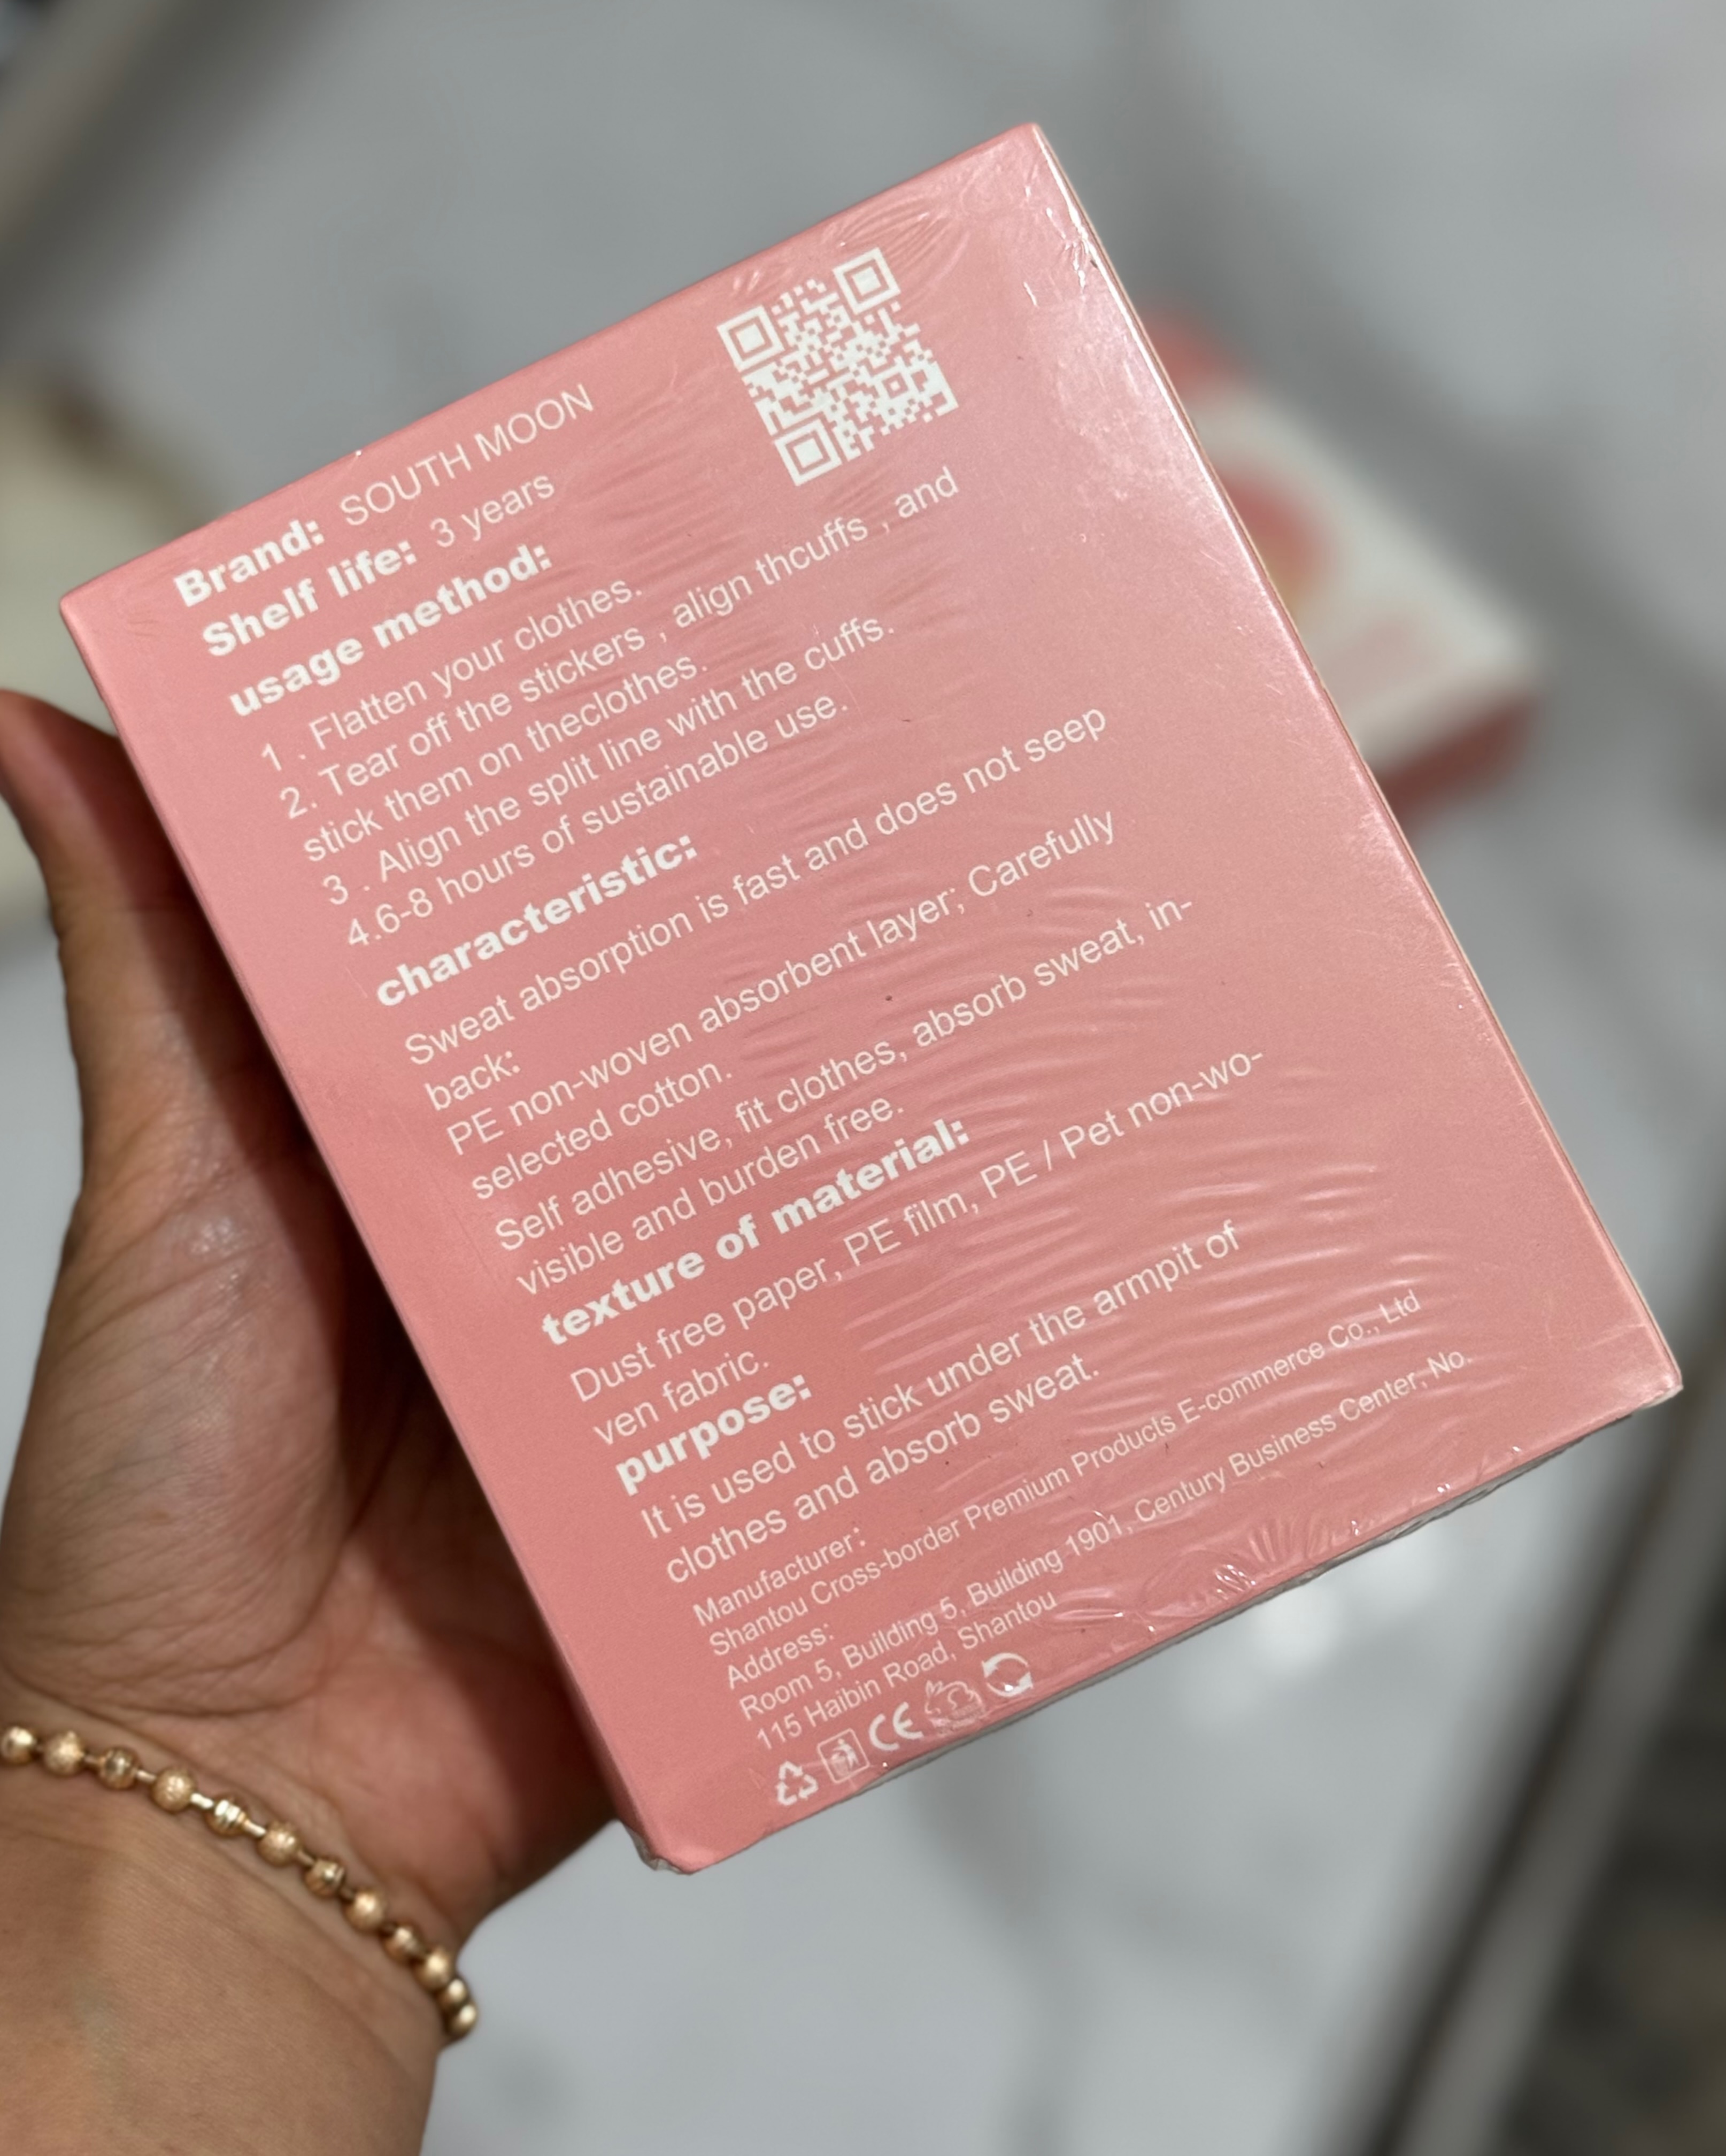 Brand: SOUTH MOON
Shelf life: 3 years
usage method:
1 . Flatten your clothes.
2. Tear off the stickers , align thcuffs , and
stick them on theclothes.
3 . Align the split line with the cuffs.
4.6-8 hours of sustainable use.
characteristic:
Sweat absorption is fast and does not seep
back:
PE non-woven absorbent layer; Carefully
selected cotton.
Self adhesive, fit clothes, absorb sweat, in-
visible and burden free.
texture of material:
Dust free paper, PE film, PE / Pet non-wo-
ven fabric.
purpose:
It is used to stick under the armpit of
clothes and absorb sweat.
Manufacturer:
Shantou Cross-border Premium Products E-commerce Co., Ltd
Address:
Room 5, Building 5, Building 1901, Century Business Center, No.
115 Haibin Road, Shantou
CE